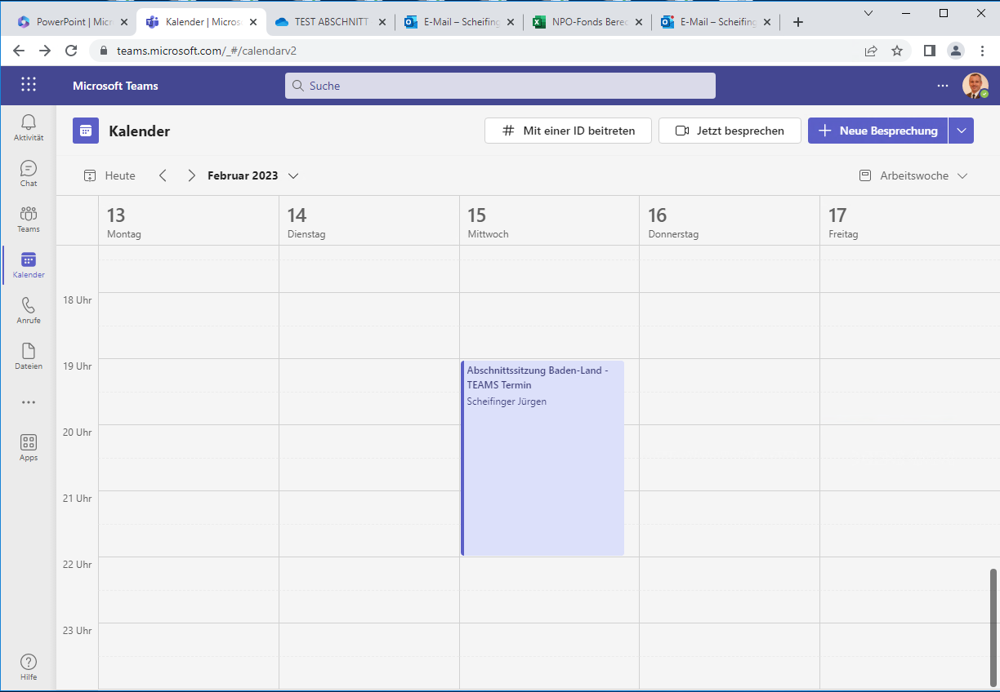 PowerPoint | Micr
Kalender | Micros
TEST ABSCHNITT
E-Mail – Scheifing
NPO-Fonds Bered
E-Mail – Scheifing
teams.microsoft.com/_#/calendarv2
Microsoft Teams
Suche
Aktivität
Chat
Teams
Kalender
Anrufe
Dateien
Apps
Hilfe
Kalender
Mit einer ID beitreten
Jetzt besprechen
Neue Besprechung
Heute
Februar 2023
Arbeitswoche
13
Montag
14
Dienstag
15
Mittwoch
16
Donnerstag
17
Freitag
18 Uhr
19 Uhr
Abschnittssitzung Baden-Land -
TEAMS Termin
Scheifinger Jürgen
20 Uhr
21 Uhr
22 Uhr
23 Uhr